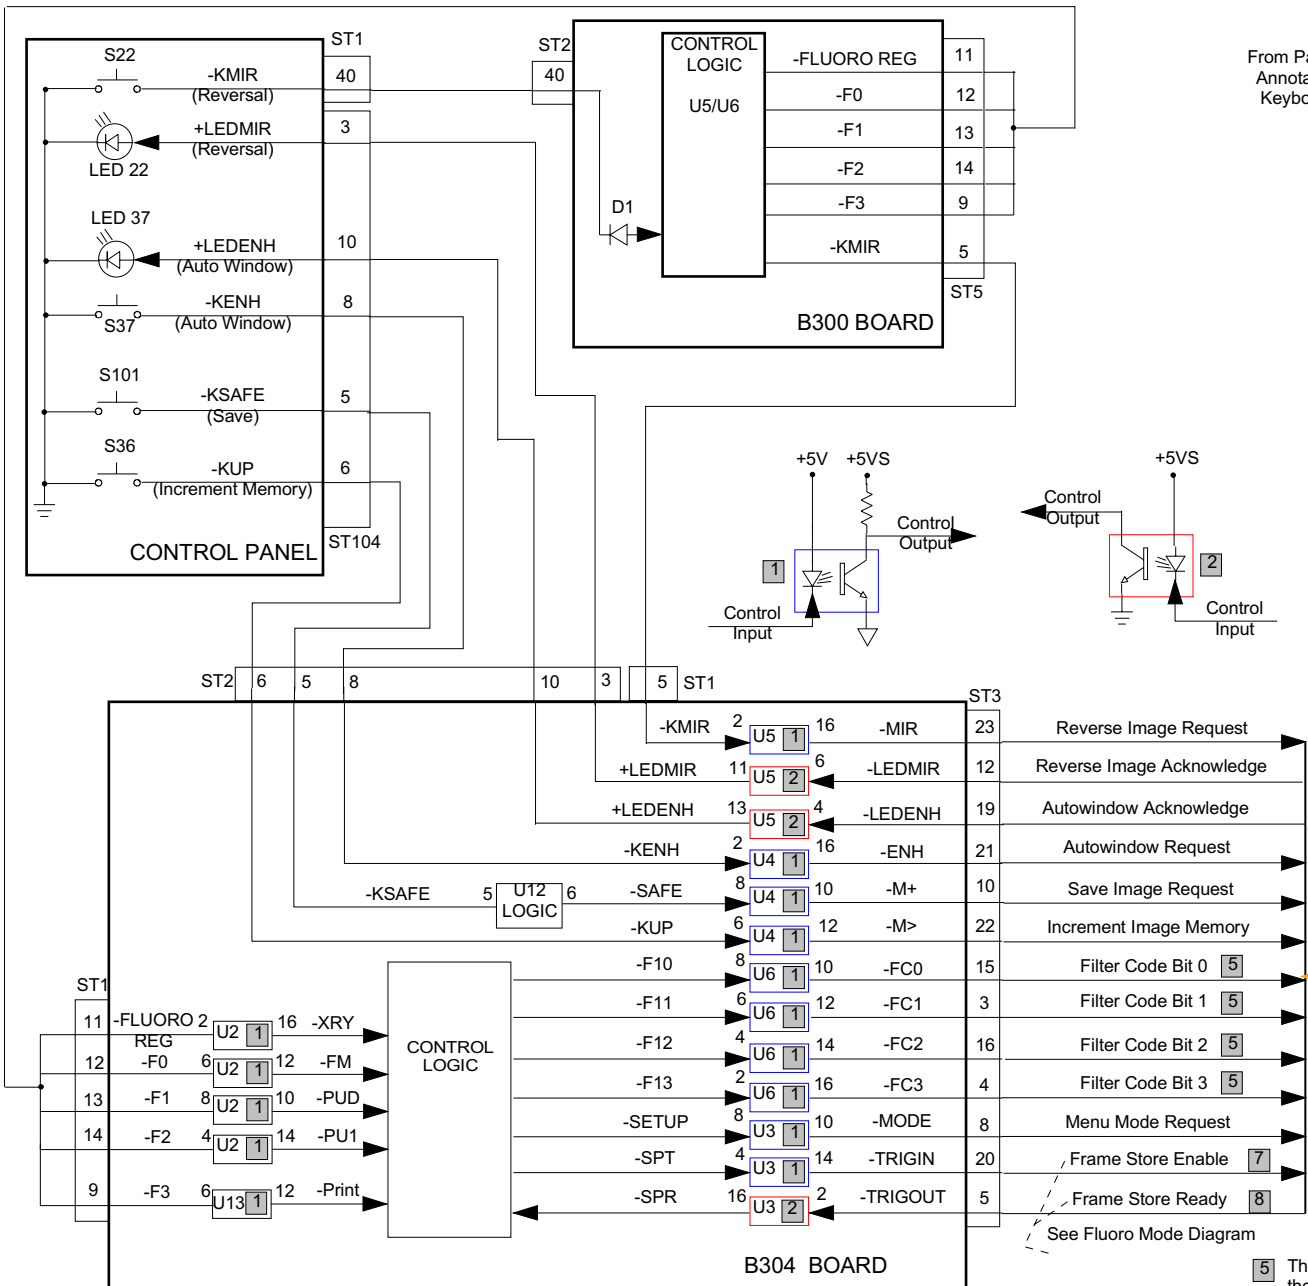 S22
-KMIR
(Reversal)
+LEDMIR
(Reversal)
LED 22
LED 37
+LEDENH
(Auto Window)
-KENH
(Auto Window)
S37
S101
-KSAFE
(Save)
S36
-KUP
(Increment Memory)
CONTROL PANEL
ST1
40
3
10
8
5
6
ST104
ST2
40
CONTROL
LOGIC
U5/U6
D1
-FLUORO REG 11
-F0 12
-F1 13
-F2 14
-F3 9
-KMIR 5
ST5
B300 BOARD
From Pa
Annota
Keybo
+5V +5VS
Control
Output
1
Control
Input
+5VS
Control
Output
2
Control
Input
ST2 6 5 8 10 3
5 ST1
ST3
-KMIR 2 U5 1 16 -MIR 23 Reverse Image Request
+LEDMIR 11 U5 2 6 -LEDMIR 12 Reverse Image Acknowledge
+LEDENH 13 U5 2 4 -LEDENH 19 Autowindow Acknowledge
-KENH 2 U4 1 16 -ENH 21 Autowindow Request
-KSAFE 5 U12 LOGIC 6 -SAFE 8 U4 1 10 -M+ 10 Save Image Request
-KUP 6 U4 1 12 -M> 22 Increment Image Memory
-F10 8 U6 1 10 -FC0 15 Filter Code Bit 0 5
-F11 6 U6 1 12 -FC1 3 Filter Code Bit 1 5
-F12 4 U6 1 14 -FC2 16 Filter Code Bit 2 5
-F13 2 U6 1 16 -FC3 4 Filter Code Bit 3 5
-SETUP 8 U3 1 10 -MODE 8 Menu Mode Request
-SPT 4 U3 1 14 -TRIGIN 20 Frame Store Enable 7
-SPR 16 U3 2 2 -TRIGOUT 5 Frame Store Ready 8
See Fluoro Mode Diagram
ST1
11 -FLUORO REG 2 U2 1 16 -XRY
12 -F0 6 U2 1 12 -FM
13 -F1 8 U2 1 10 -PUD
14 -F2 4 U2 1 14 -PU1
9 -F3 6 U13 1 12 -Print
CONTROL
LOGIC
B304 BOARD
5 Th
the